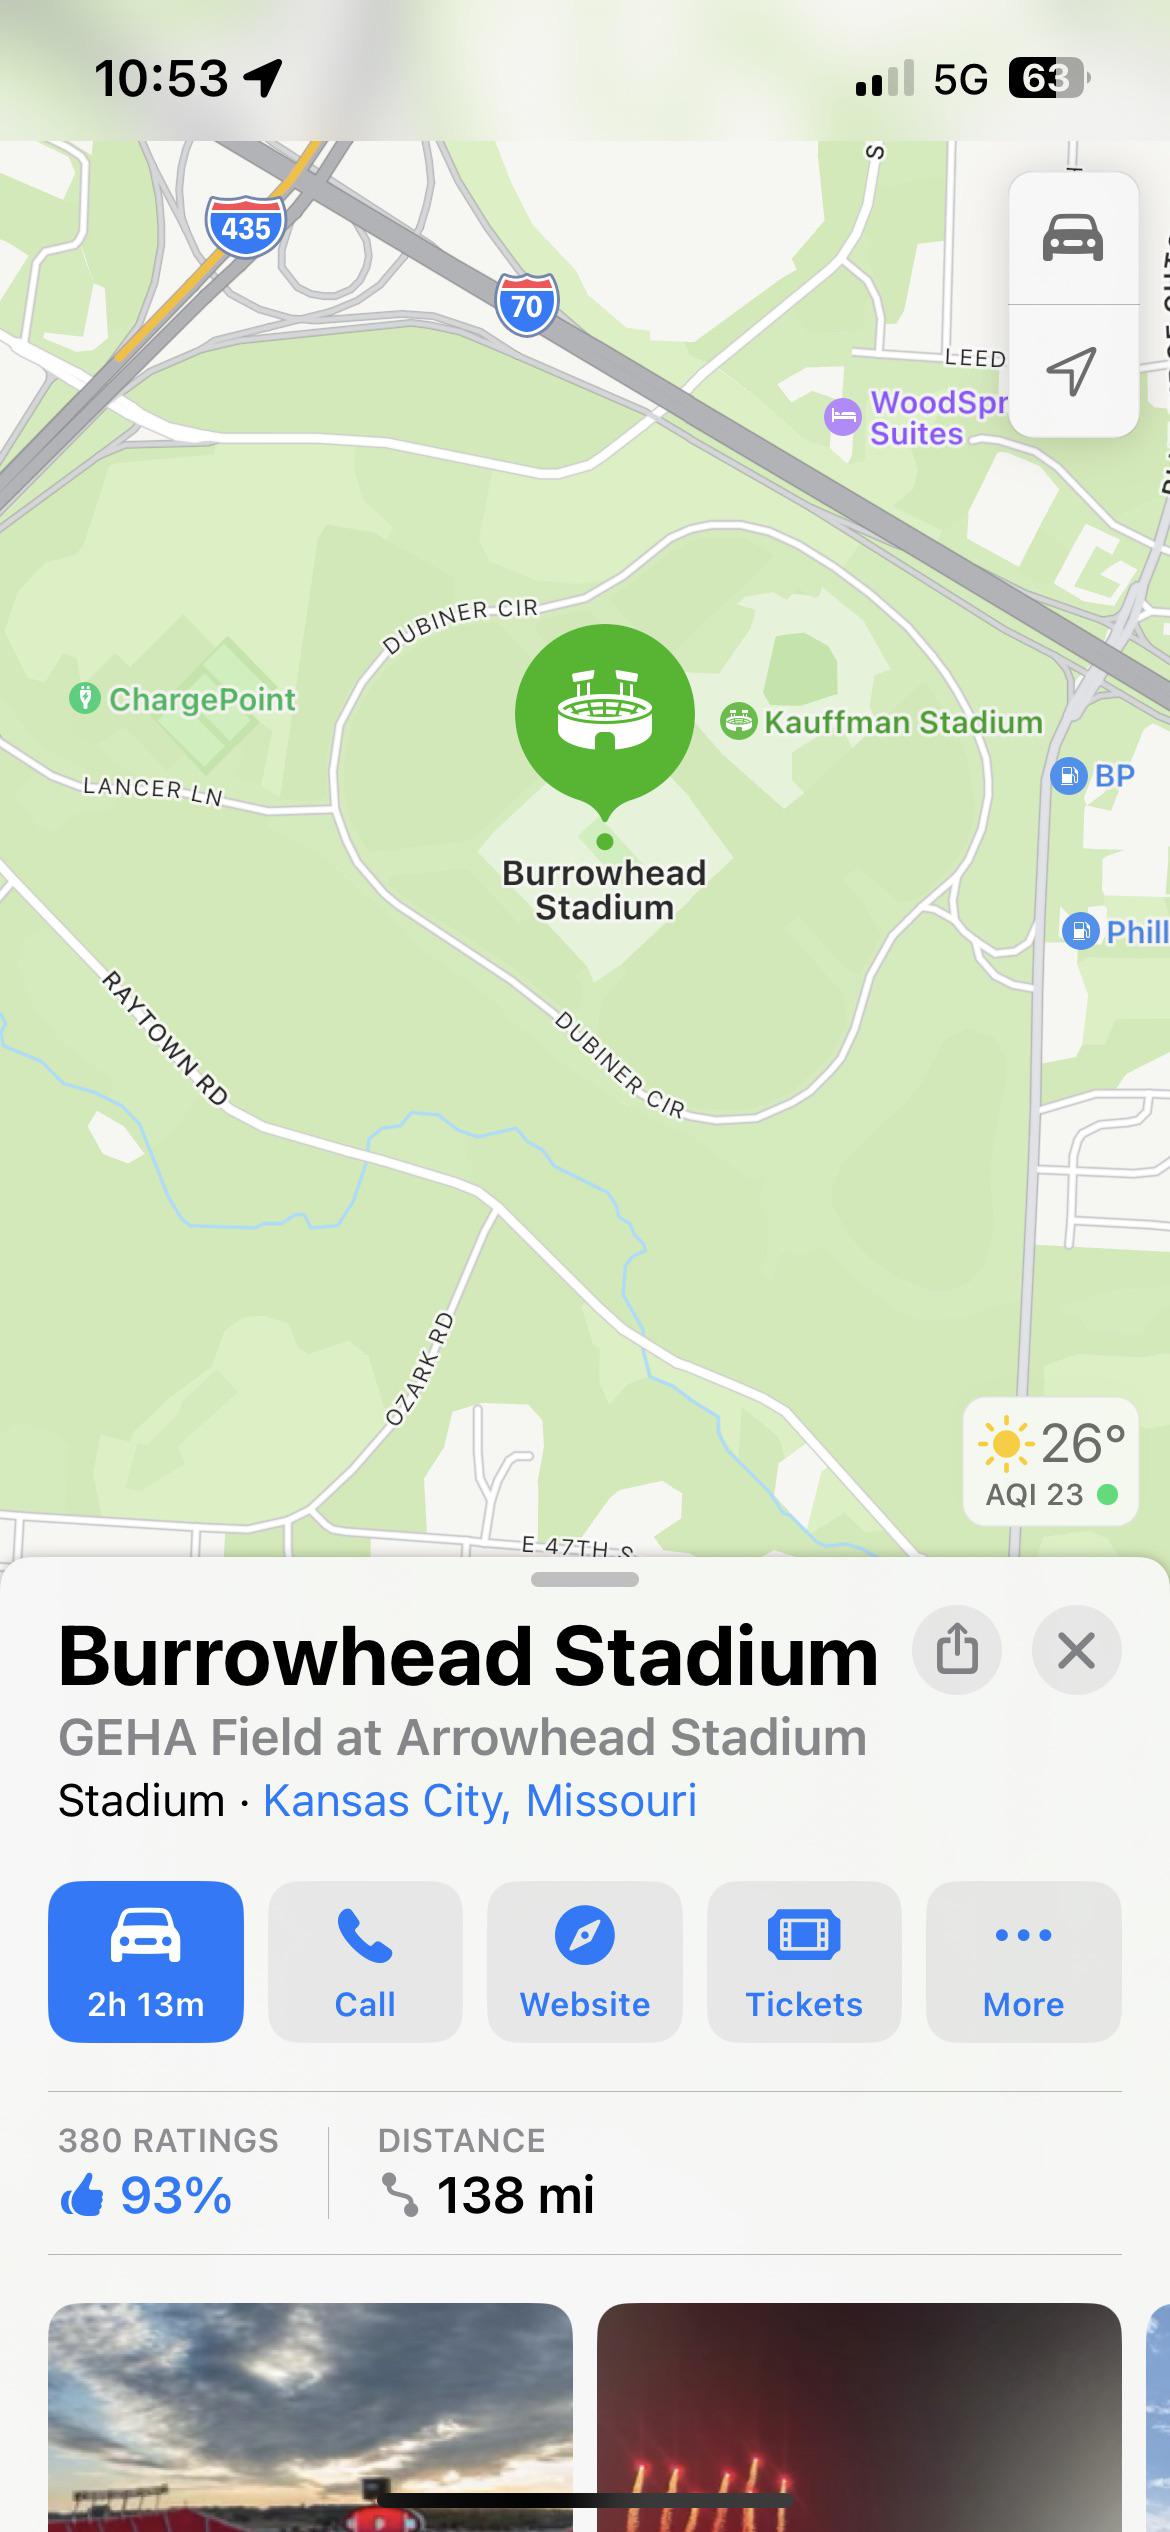 10:53
5G
63
435
70
S
LEED
WoodSpr
Suites
DUBINER CIR
ChargePoint
Kauffman Stadium
LANCER LN
BP
Burrowhead
Stadium
Phill
RAYTOWN RD
DUBINER CIR
OZARK RD
26°
AQI 23
E 47TH S
Burrowhead Stadium
GEHA Field at Arrowhead Stadium
Stadium · Kansas City, Missouri
2h 13m
Call
Website
Tickets
More
380 RATINGS
DISTANCE
93%
138 mi